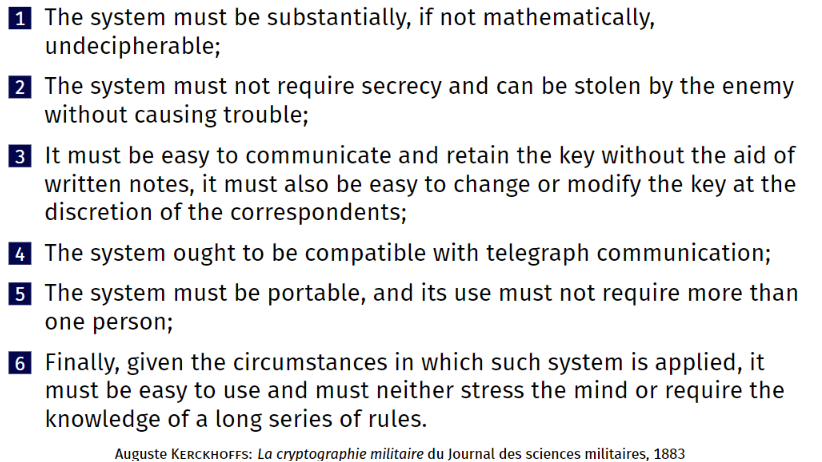 1 The system must be substantially, if not mathematically,
undecipherable;
2 The system must not require secrecy and can be stolen by the enemy
without causing trouble;
3 It must be easy to communicate and retain the key without the aid of
written notes, it must also be easy to change or modify the key at the
discretion of the correspondents;
4 The system ought to be compatible with telegraph communication;
5 The system must be portable, and its use must not require more than
one person;
6 Finally, given the circumstances in which such system is applied, it
must be easy to use and must neither stress the mind or require the
knowledge of a long series of rules.
Auguste KERCKHOFFS: La cryptographie militaire du Journal des sciences militaires, 1883